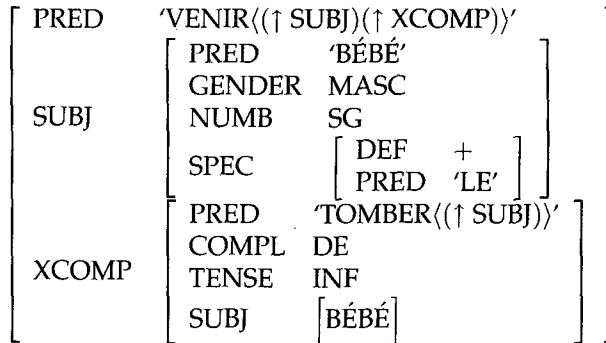 PRED ‘VENIR⟨(↑ SUBJ)(↑ XCOMP)⟩’
PRED ‘BÉBÉ’
GENDER MASC
SUBJ NUMB SG
SPEC DEF +
PRED ‘LE’
PRED ‘TOMBER⟨(↑ SUBJ)⟩’
COMPL DE
XCOMP TENSE INF
SUBJ BÉBÉ